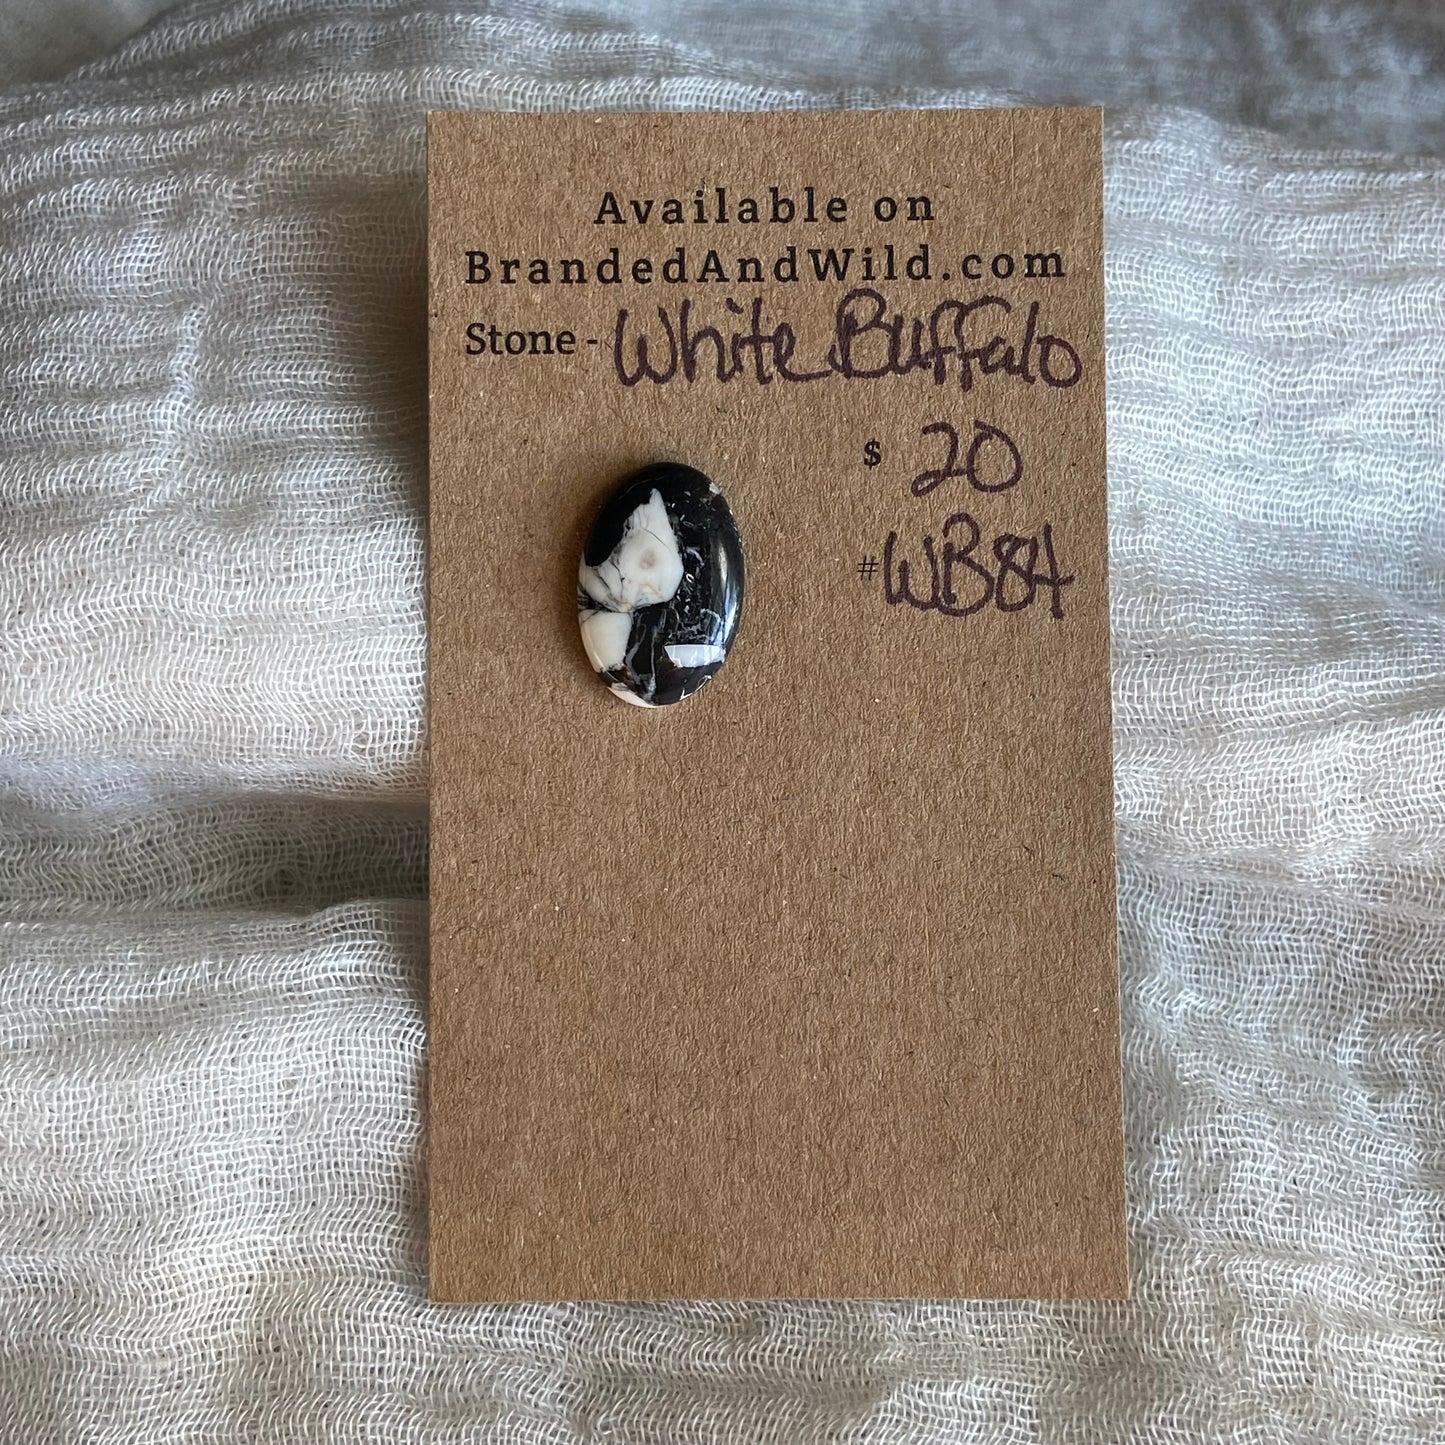 Available on
BrandedAndWild.com
Stone - White Buffalo
$ 20
#WB84